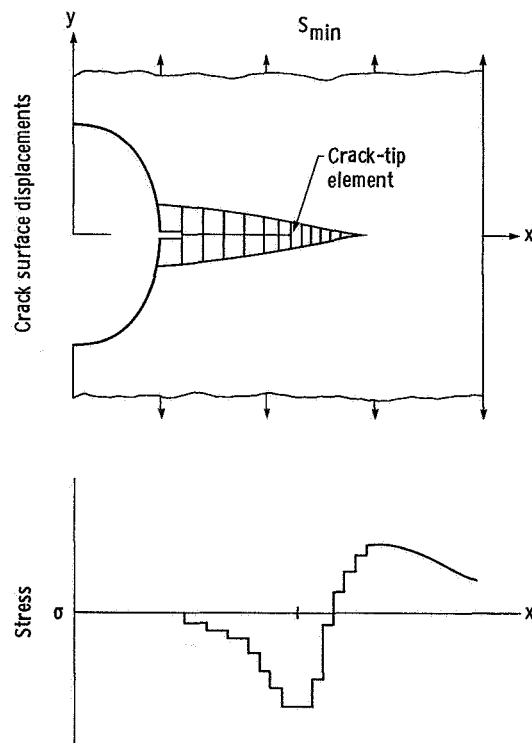 y
S_min
Crack surface displacements
Crack-tip
element
x
Stress
σ
x